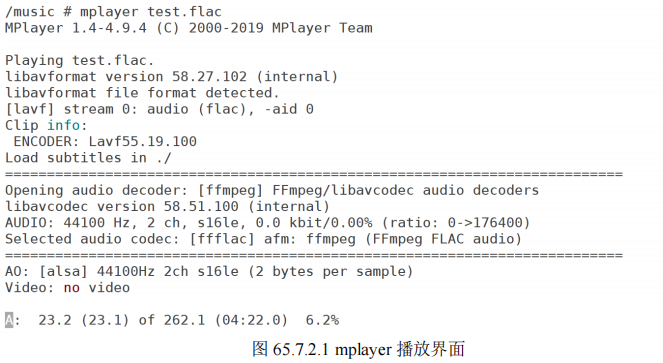 /music # mplayer test.flac
MPlayer 1.4-4.9.4 (C) 2000-2019 MPlayer Team
Playing test.flac.
libavformat version 58.27.102 (internal)
libavformat file format detected.
[lavf] stream 0: audio (flac), -aid 0
Clip info:
 ENCODER: Lavf55.19.100
Load subtitles in ./
==========================================================================
Opening audio decoder: [ffmpeg] FFmpeg/libavcodec audio decoders
libavcodec version 58.51.100 (internal)
AUDIO: 44100 Hz, 2 ch, s16le, 0.0 kbit/0.00% (ratio: 0->176400)
Selected audio codec: [ffflac] afm: ffmpeg (FFmpeg FLAC audio)
==========================================================================
AO: [alsa] 44100Hz 2ch s16le (2 bytes per sample)
Video: no video
A:  23.2 (23.1) of 262.1 (04:22.0)  6.2%
图 65.7.2.1 mplayer 播放界面